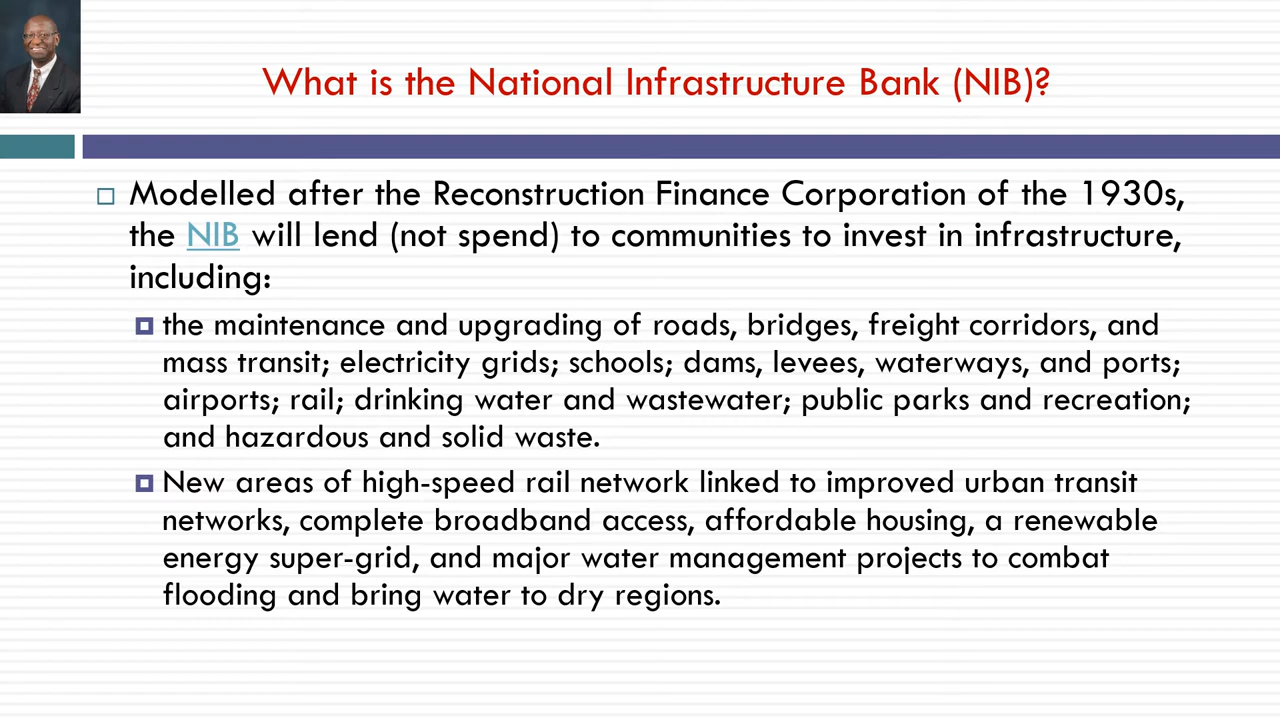 What is the National Infrastructure Bank (NIB)?
Modelled after the Reconstruction Finance Corporation of the 1930s,
the NIB will lend (not spend) to communities to invest in infrastructure,
including:
the maintenance and upgrading of roads, bridges, freight corridors, and
mass transit; electricity grids; schools; dams, levees, waterways, and ports;
airports; rail; drinking water and wastewater; public parks and recreation;
and hazardous and solid waste.
New areas of high-speed rail network linked to improved urban transit
networks, complete broadband access, affordable housing, a renewable
energy super-grid, and major water management projects to combat
flooding and bring water to dry regions.